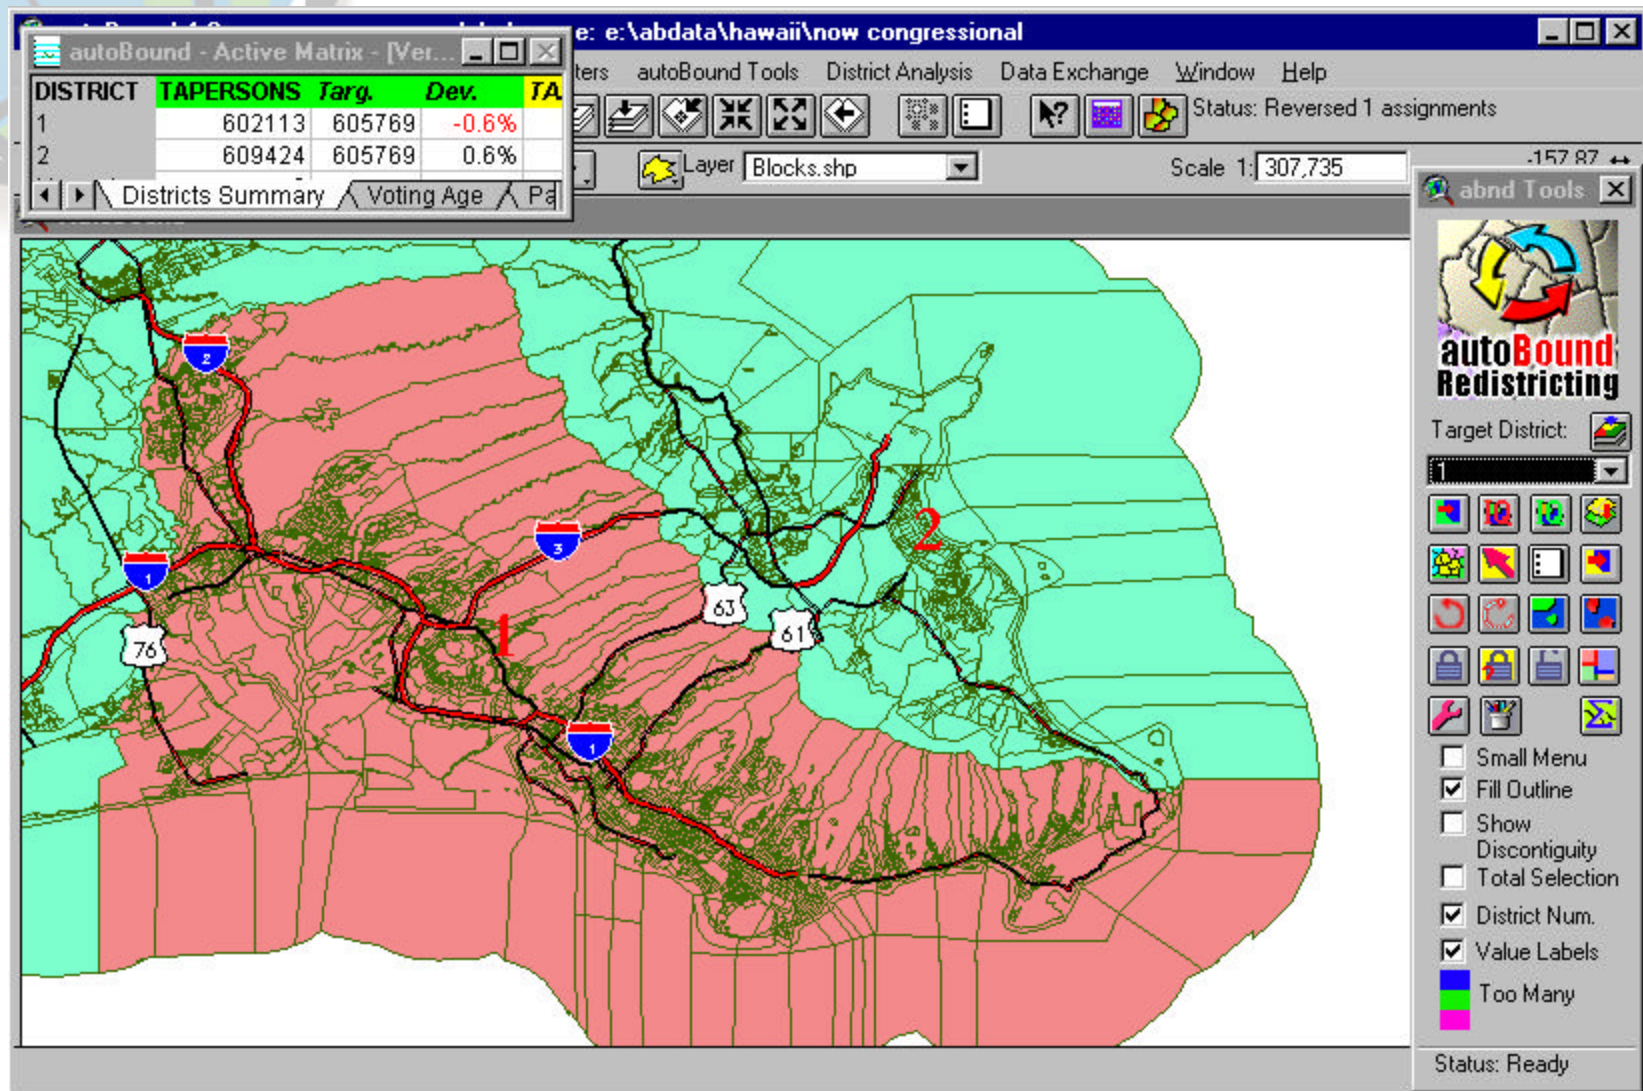 e: e:\abdata\hawaii\now congressional
autoBound - Active Matrix - [Ver...
ters autoBound Tools District Analysis Data Exchange Window Help
DISTRICT TAPERSONS Targ. Dev. TA
1 602113 605769 -0.6%
2 609424 605769 0.6%
Districts Summary Voting Age Pa
Status: Reversed 1 assignments
Layer Blocks.shp Scale 1: 307,735 -157.87
abnd Tools
autoBound
Redistricting
Target District:
1
Small Menu
Fill Outline
Show
Discontiguity
Total Selection
District Num.
Value Labels
Too Many
Status: Ready
2
3
2
1
63
61
1
76
1